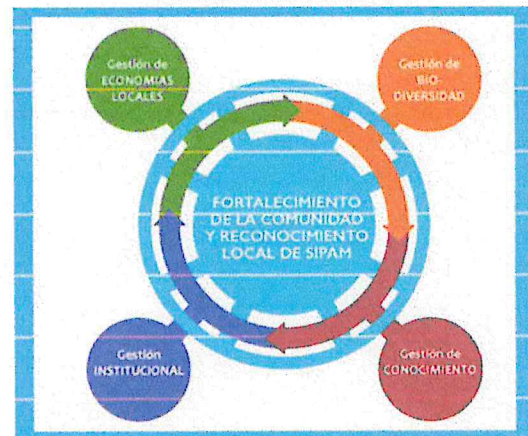 Gestión de
ECONOMÍAS
LOCALES
Gestión de
BIO-
DIVERSIDAD
FORTALECIMIENTO
DE LA COMUNIDAD
Y RECONOCIMIENTO
LOCAL DE SIPAM
Gestión
INSTITUCIONAL
Gestión de
CONOCIMIENTO